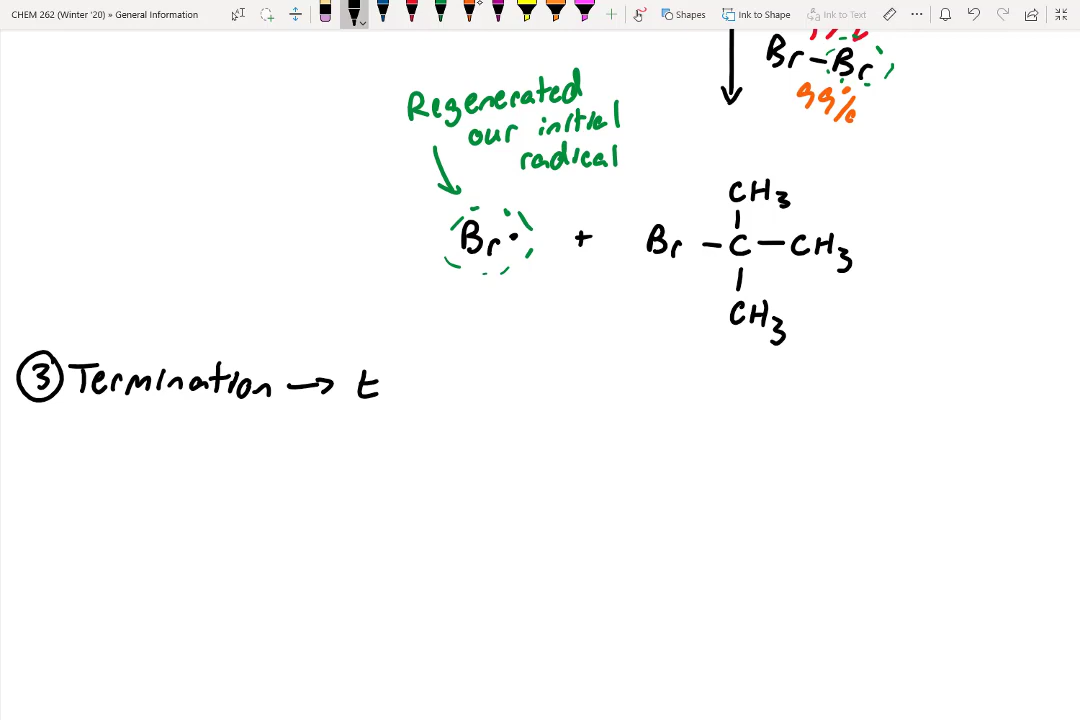 CHEM 262 (Winter '20) » General Information
Shapes
Ink to Shape
Ink to Text
Br–Br
99%
Regenerated
our initial
radical
CH3
Br• + Br–C–CH3
CH3
③ Termination → t